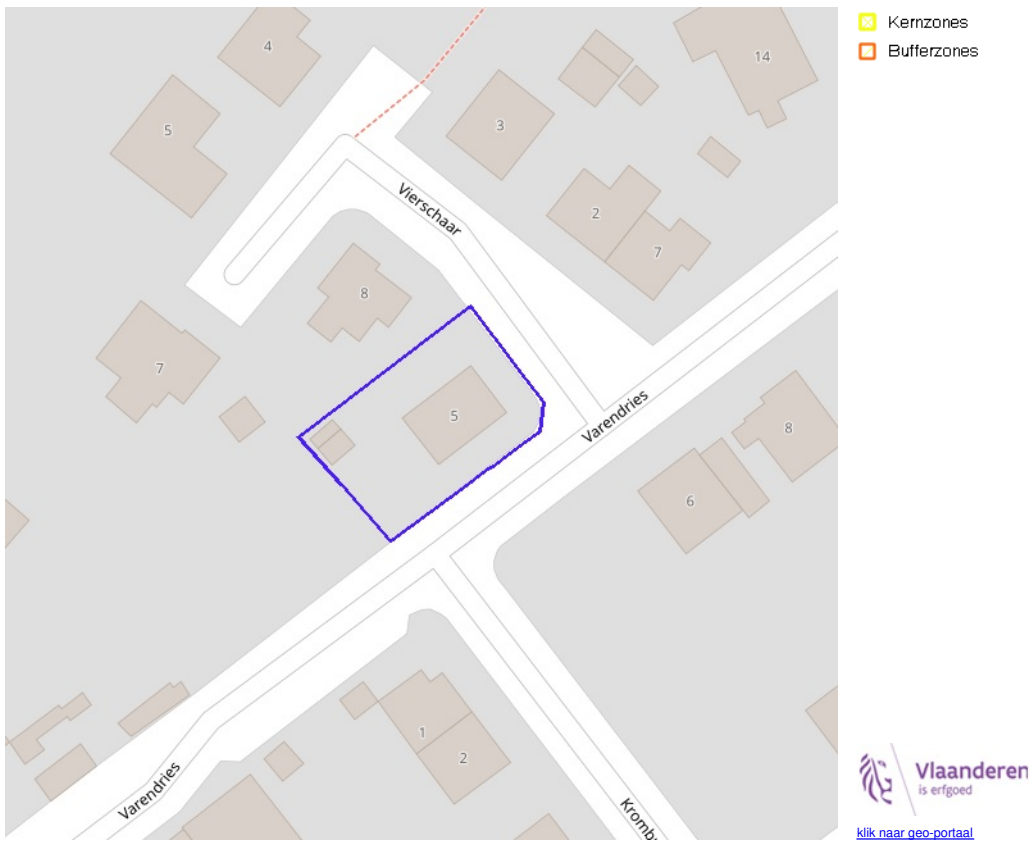 Kernzones
Bufferzones
4
14
5
3
Vierschaar
2
7
8
7
5
Varendries
8
6
1
2
Varendries
Vlaanderen
is erfgoed
klik naar geo-portaal